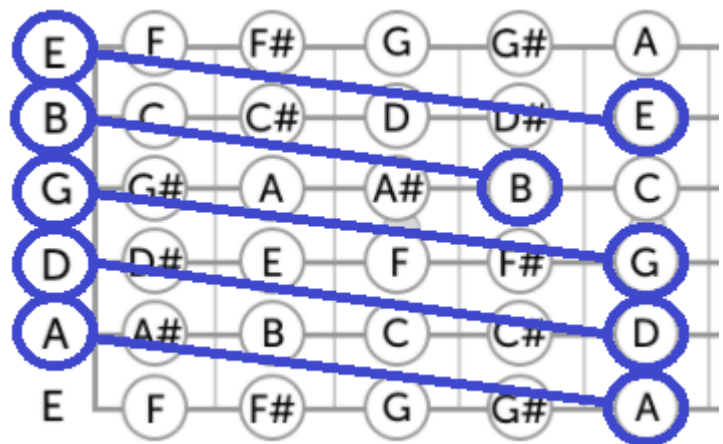 E F F# G G# A
B C C# D D# E
G G# A A# B C
D D# E F F# G
A A# B C C# D
E F F# G G# A